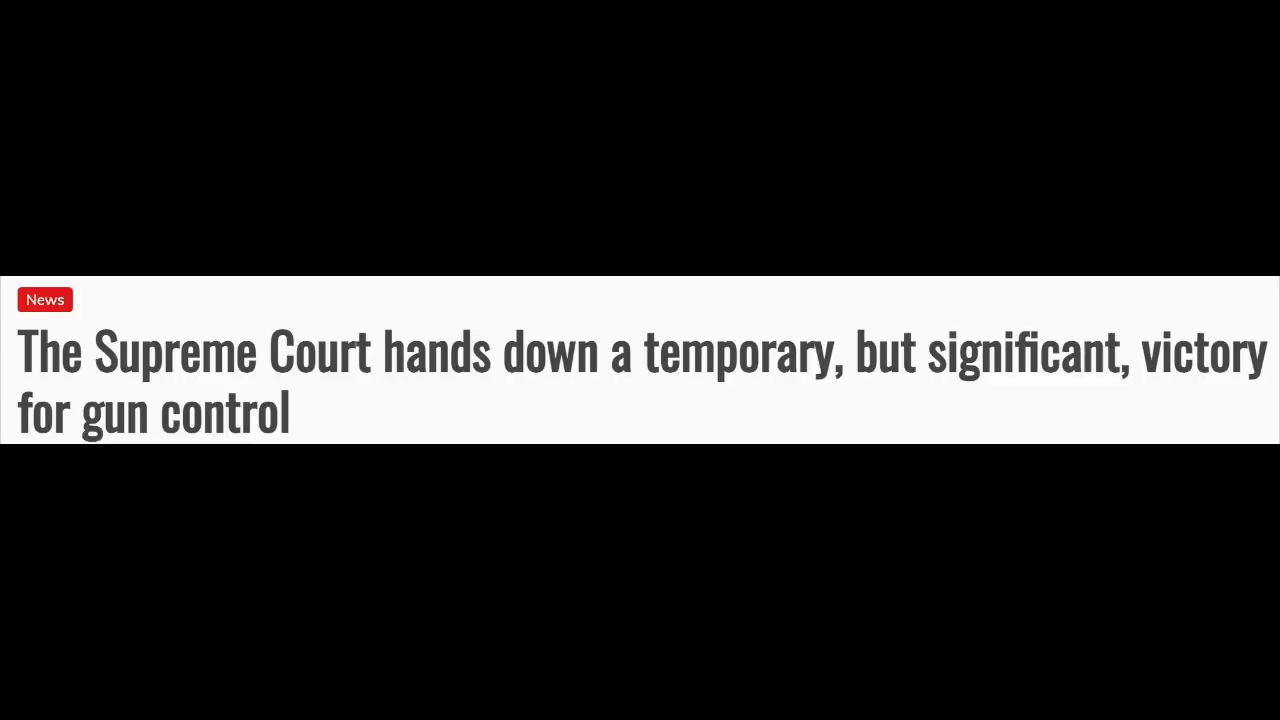 News
The Supreme Court hands down a temporary, but significant, victory
for gun control